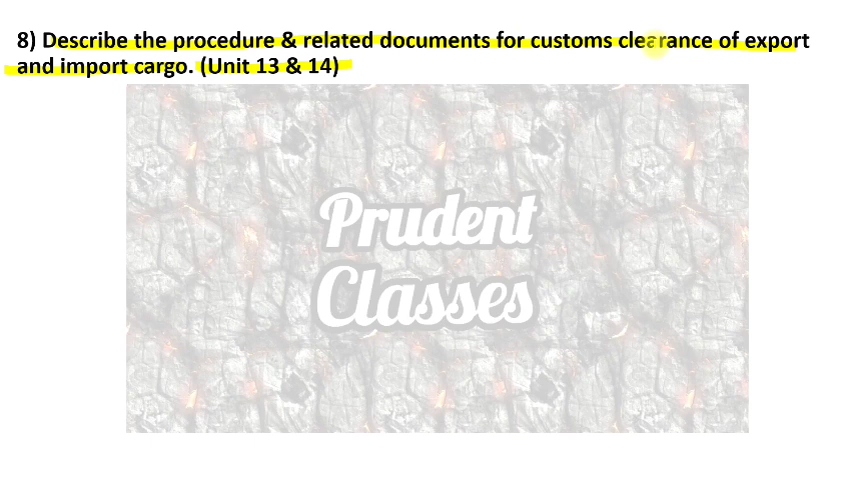 8) Describe the procedure & related documents for customs clearance of export
and import cargo. (Unit 13 & 14)
Prudent
Classes